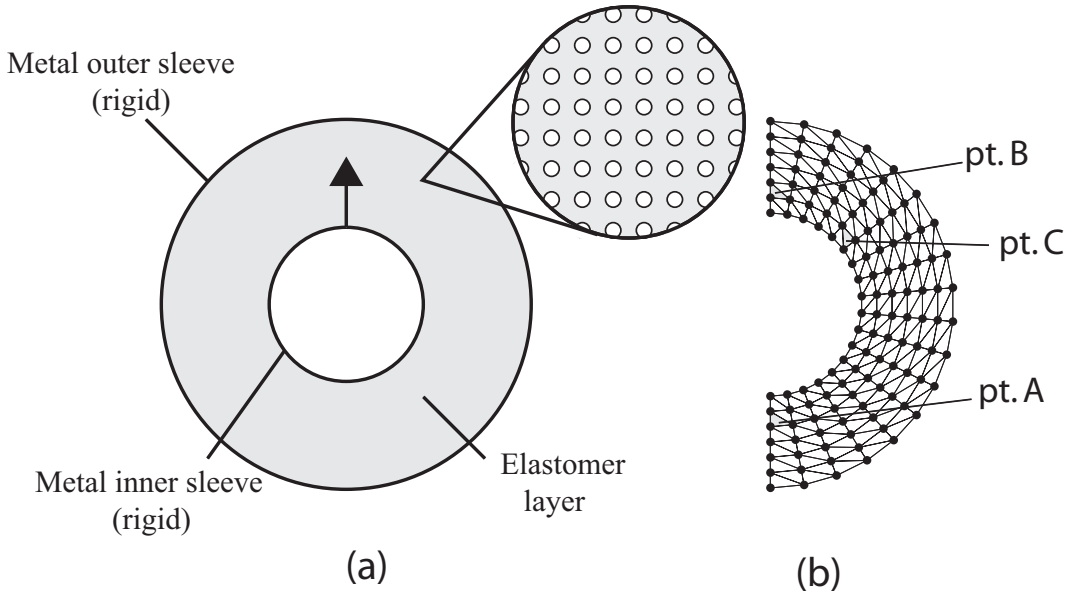 Metal outer sleeve
(rigid)
pt. B
pt. C
pt. A
Metal inner sleeve
(rigid)
Elastomer
layer
(a)
(b)